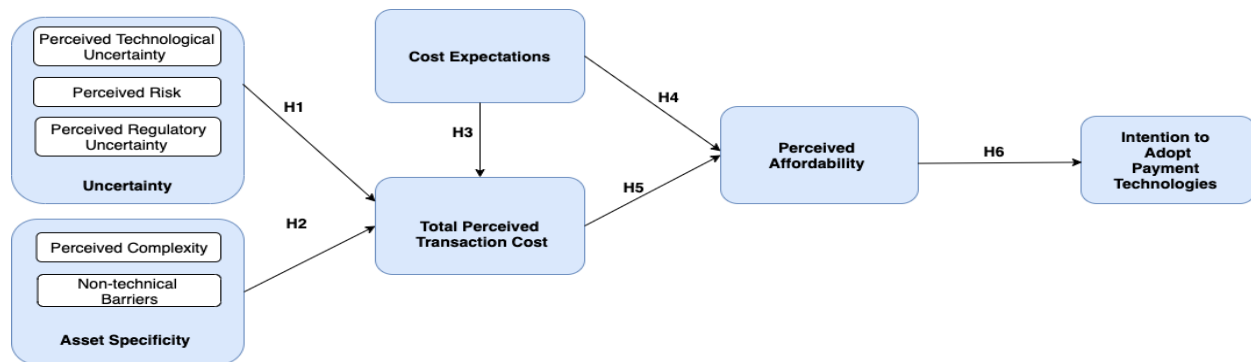 Perceived Technological
Uncertainty
Perceived Risk
Perceived Regulatory
Uncertainty
Uncertainty
Perceived Complexity
Non-technical
Barriers
Asset Specificity
H1
H2
Cost Expectations
H3
Total Perceived
Transaction Cost
H4
H5
Perceived
Affordability
H6
Intention to
Adopt
Payment
Technologies